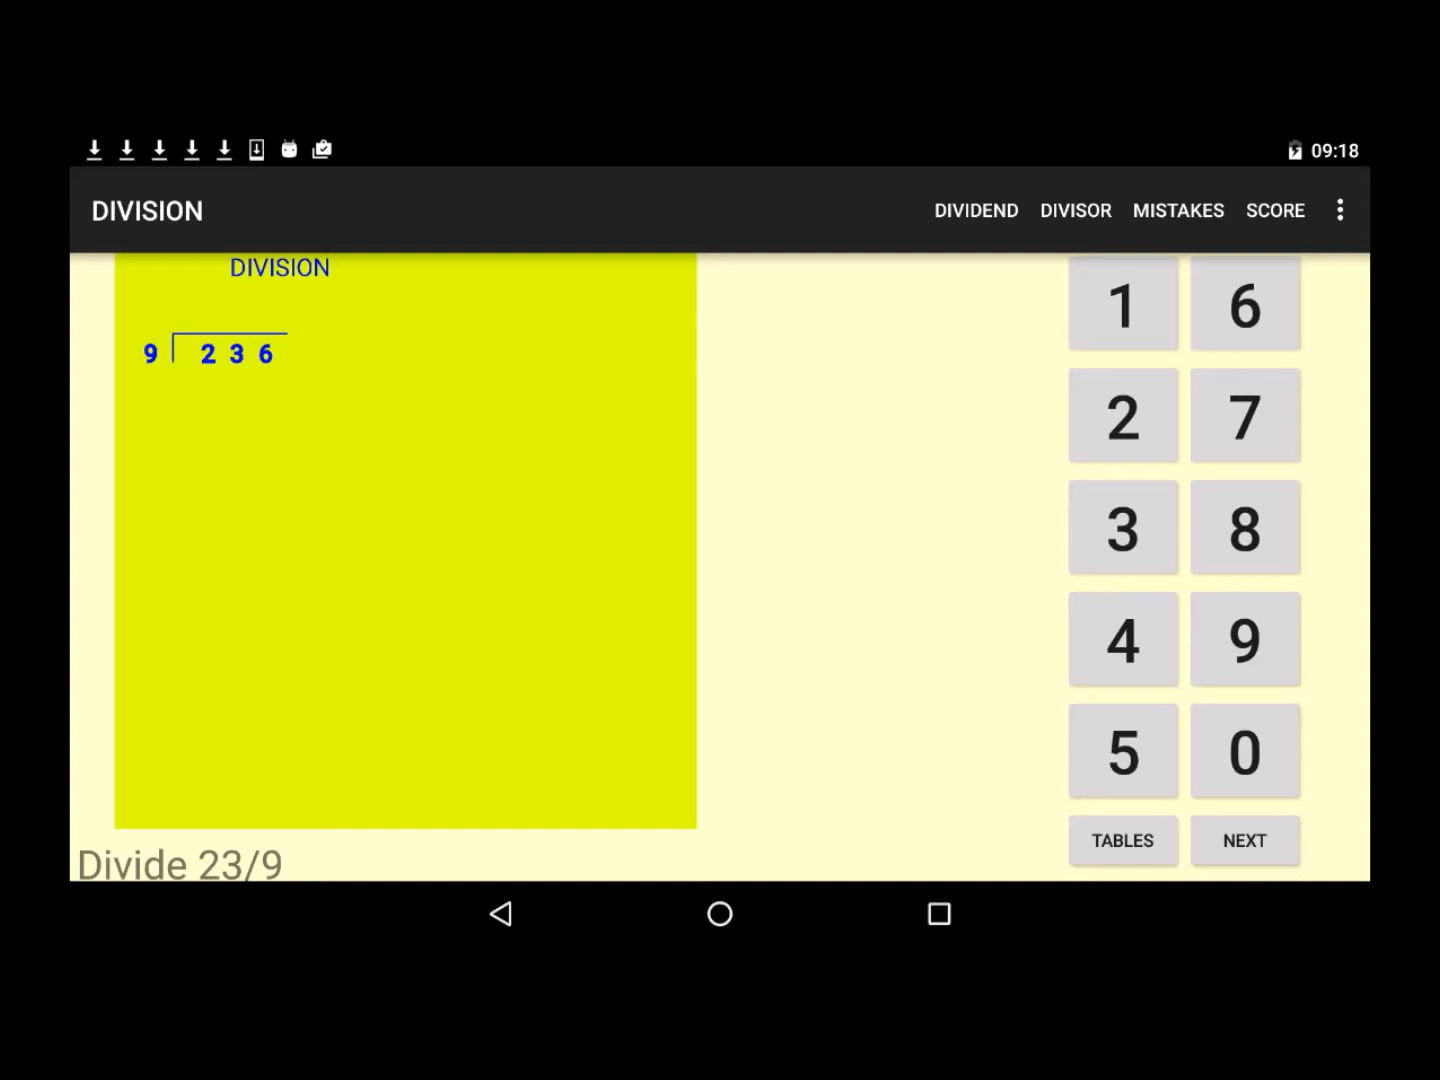 09:18
DIVISION DIVIDEND DIVISOR MISTAKES SCORE
DIVISION
9 2 3 6
1 6
2 7
3 8
4 9
5 0
TABLES NEXT
Divide 23/9